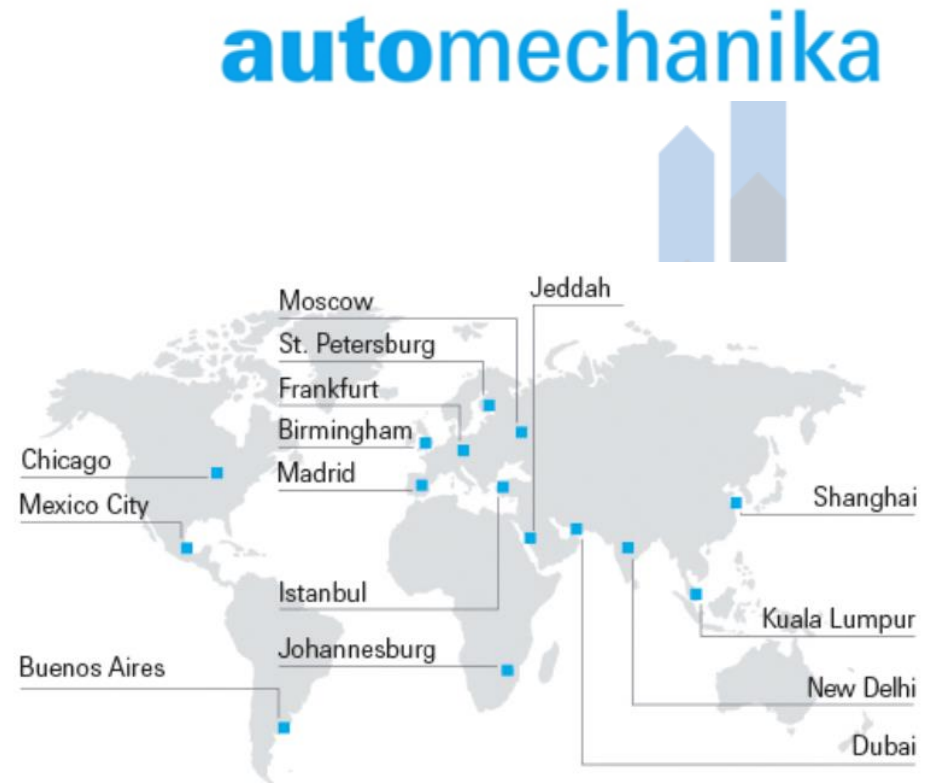 automechanika
Jeddah
Moscow
St. Petersburg
Frankfurt
Birmingham
Madrid
Chicago
Mexico City
Shanghai
Istanbul
Kuala Lumpur
Johannesburg
Buenos Aires
New Delhi
Dubai